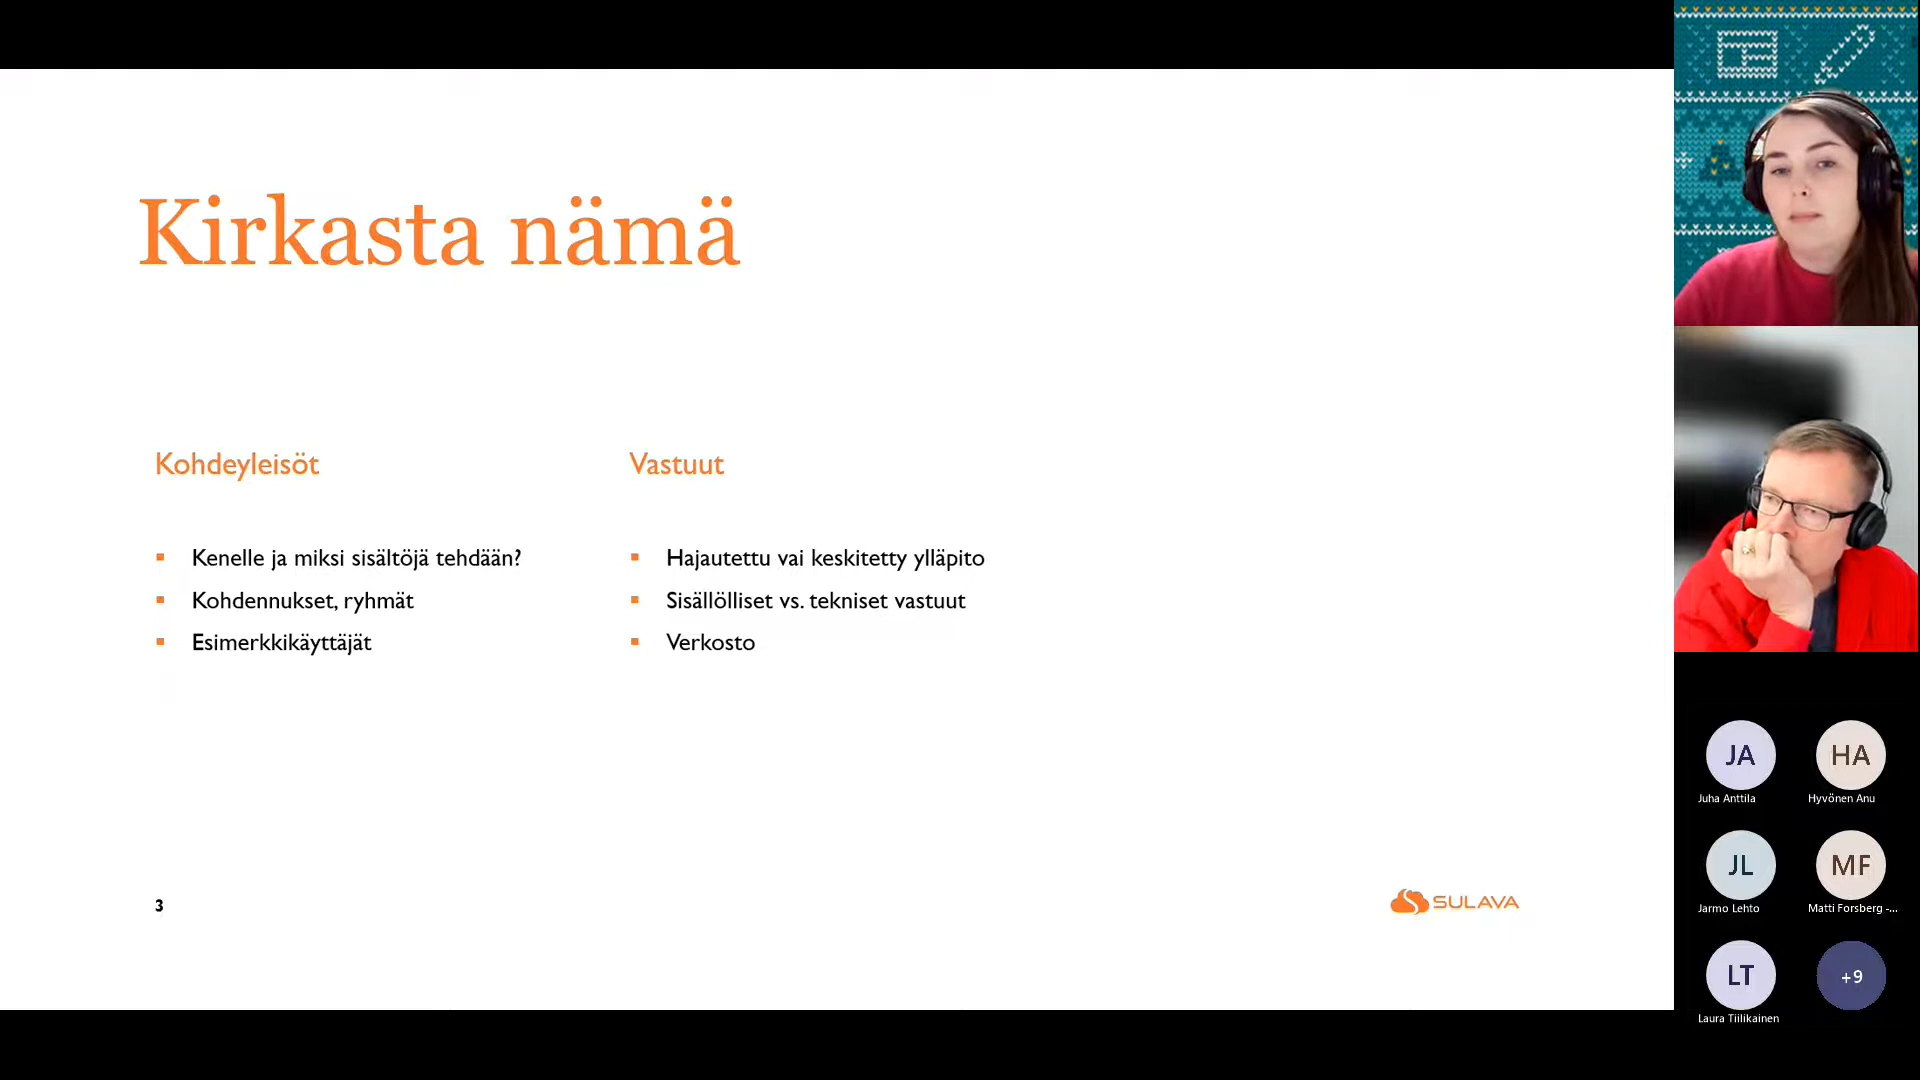 Kirkasta nämä
Kohdeyleisöt
Kenelle ja miksi sisältöjä tehdään?
Kohdennukset, ryhmät
Esimerkkikäyttäjät
Vastuut
Hajautettu vai keskitetty ylläpito
Sisällölliset vs. tekniset vastuut
Verkosto
3
SULAVA
JA
Juha Anttila
HA
Hyvönen Anu
JL
Jarmo Lehto
MF
Matti Forsberg -...
LT
Laura Tiilikainen
+9